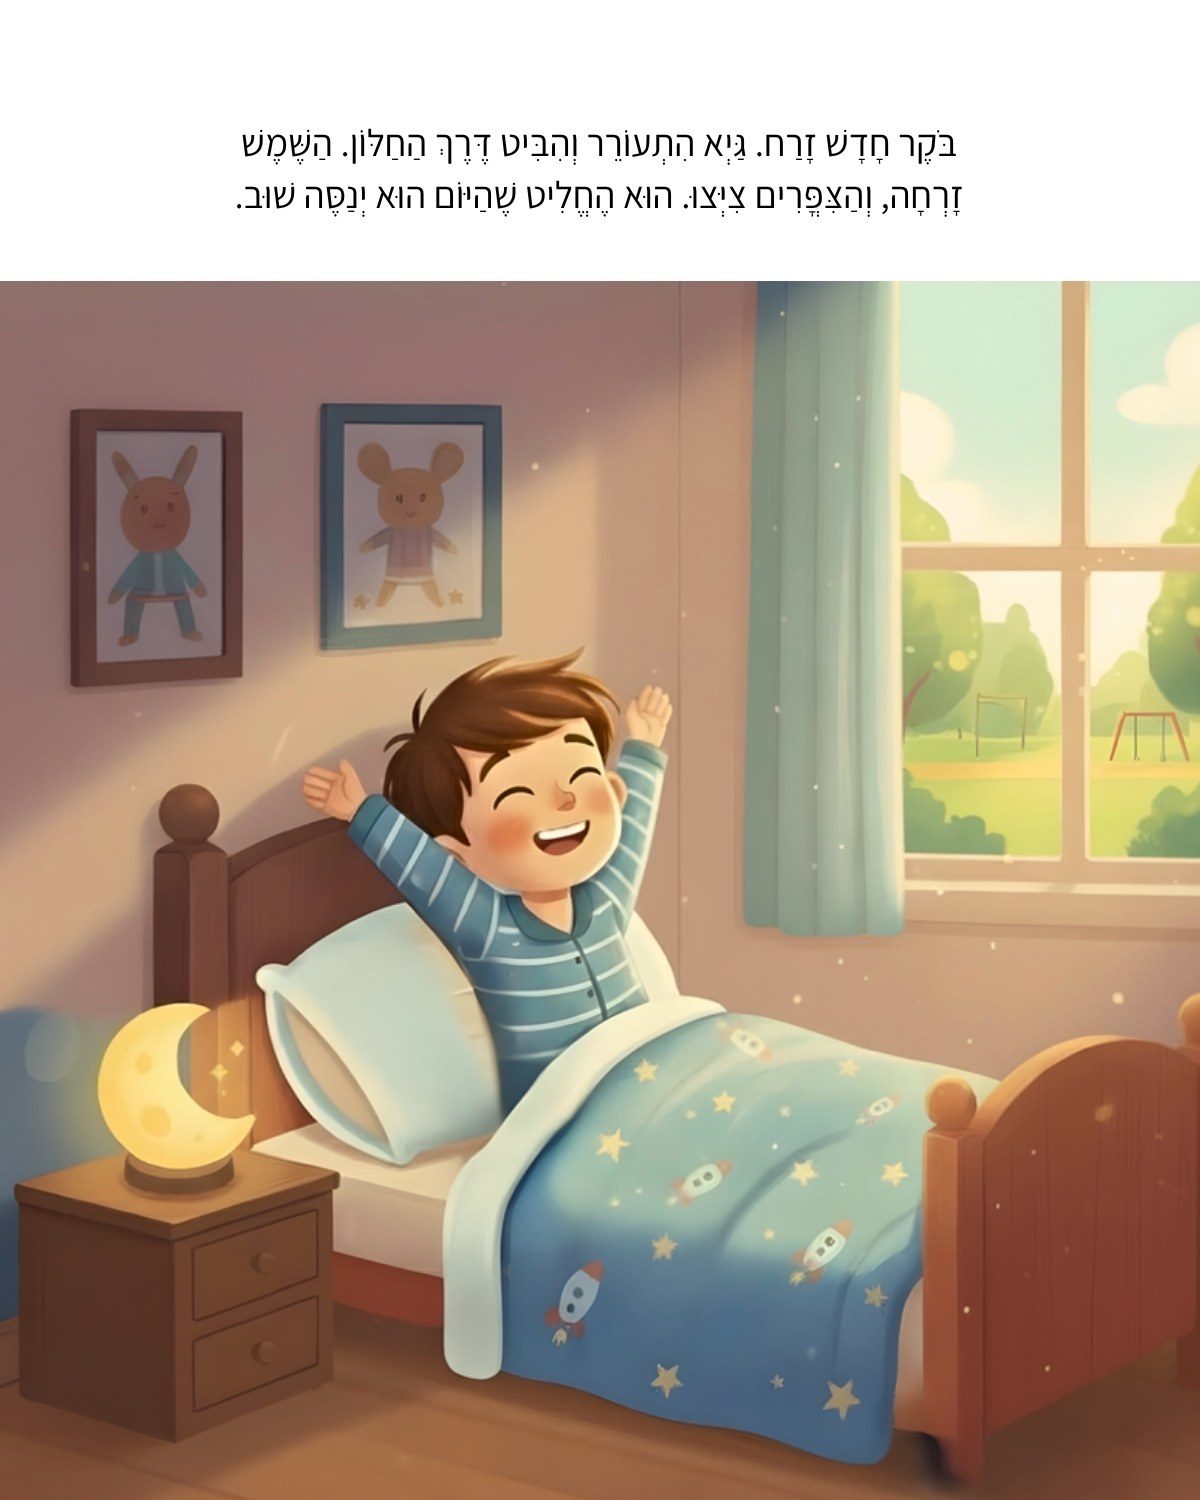 בֹּקֶר חָדָשׁ זָרַח. גַּיְא הִתְעוֹרֵר וְהִבִּיט דֶּרֶךְ הַחַלּוֹן. הַשֶּׁמֶשׁ
זָרְחָה, וְהַצִּפֳּרִים צִיְּצוּ. הוּא הֶחֱלִיט שֶׁהַיּוֹם הוּא יְנַסֶּה שׁוּב.